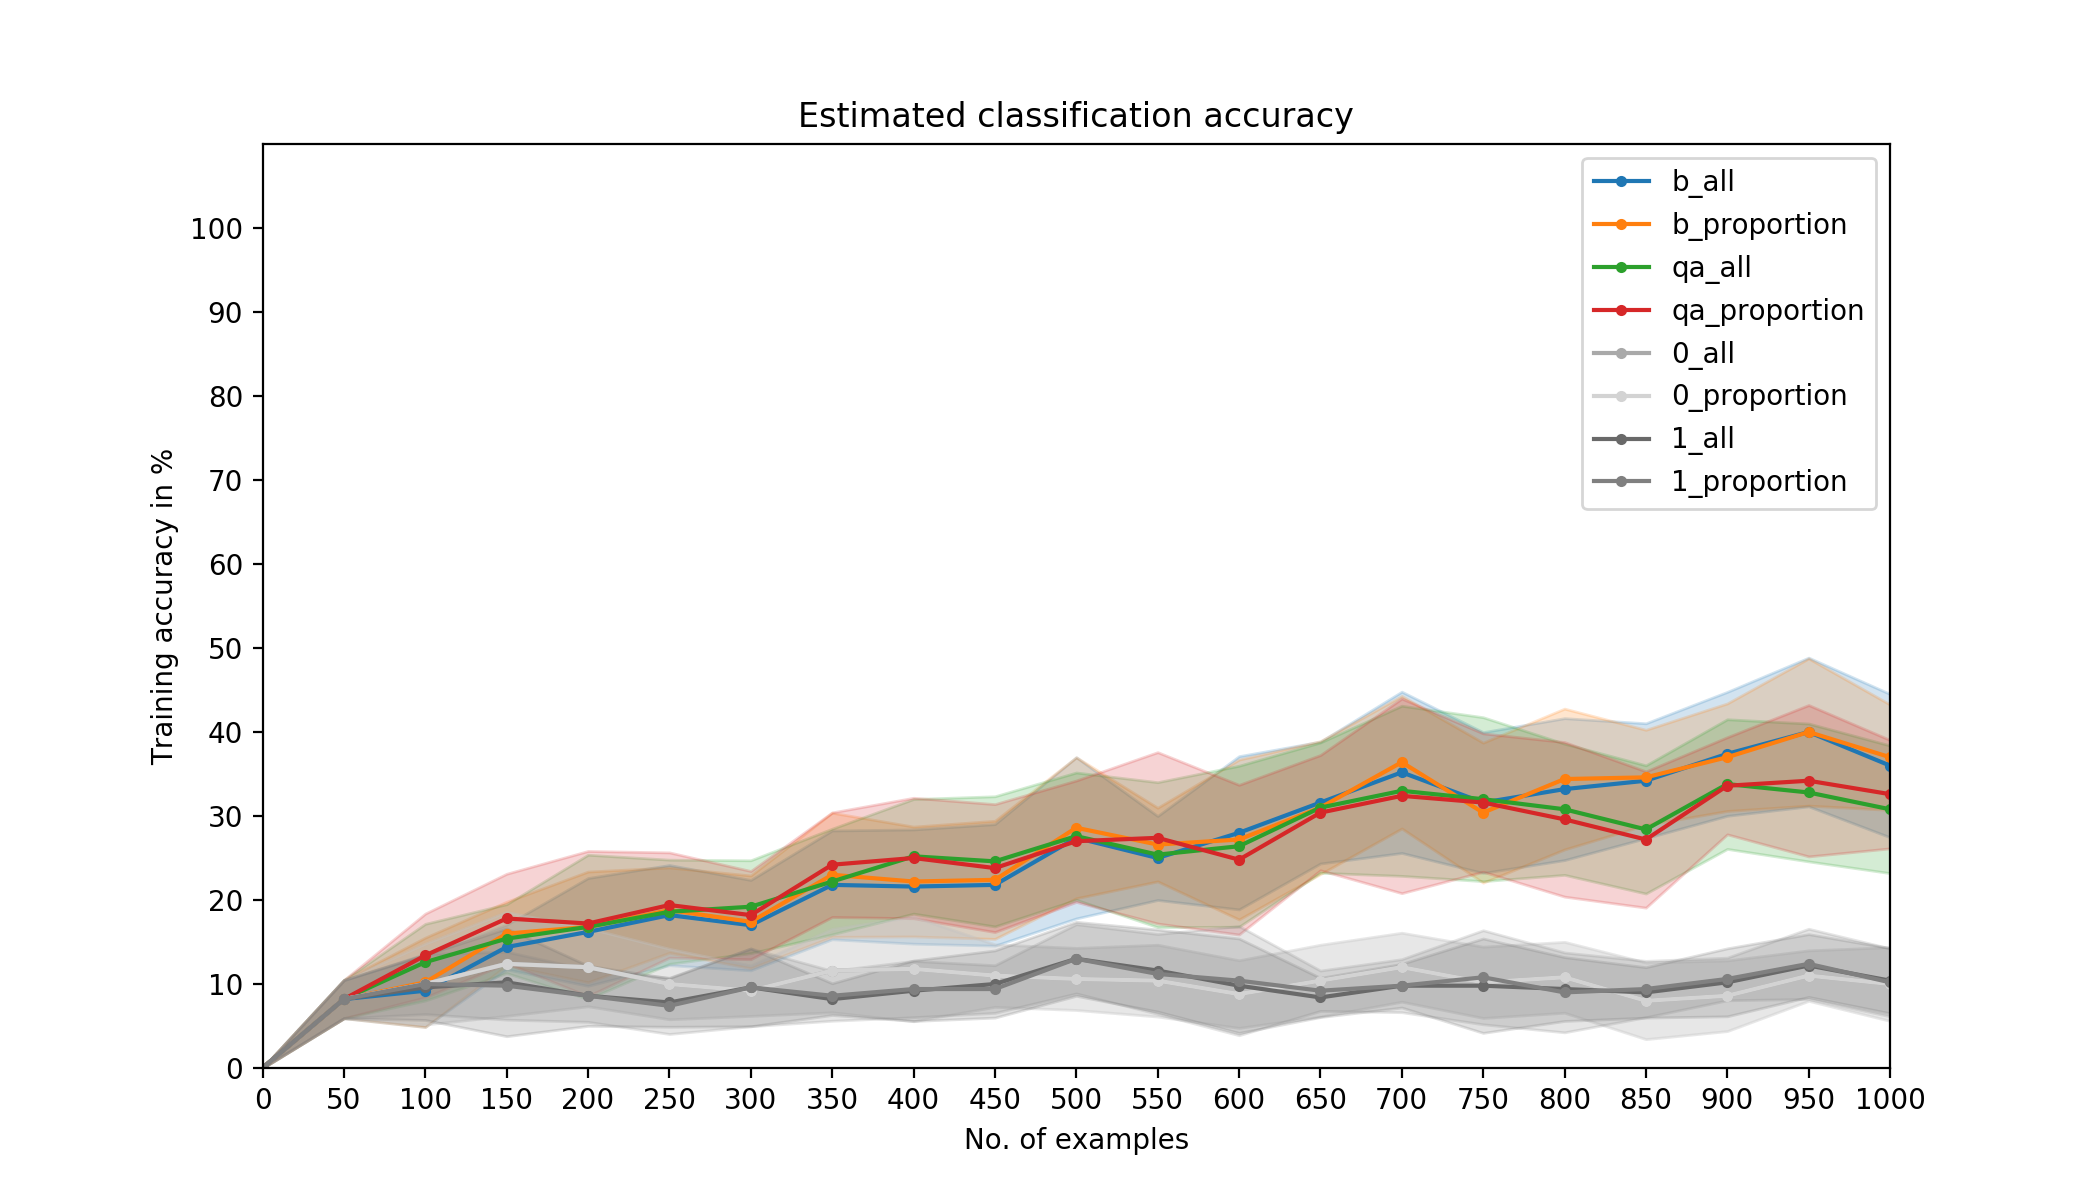 Estimated classification accuracy
Training accuracy in %
100
90
80
70
60
50
40
30
20
10
0
b_all
b_proportion
qa_all
qa_proportion
0_all
0_proportion
1_all
1_proportion
0 50 100 150 200 250 300 350 400 450 500 550 600 650 700 750 800 850 900 950 1000
No. of examples